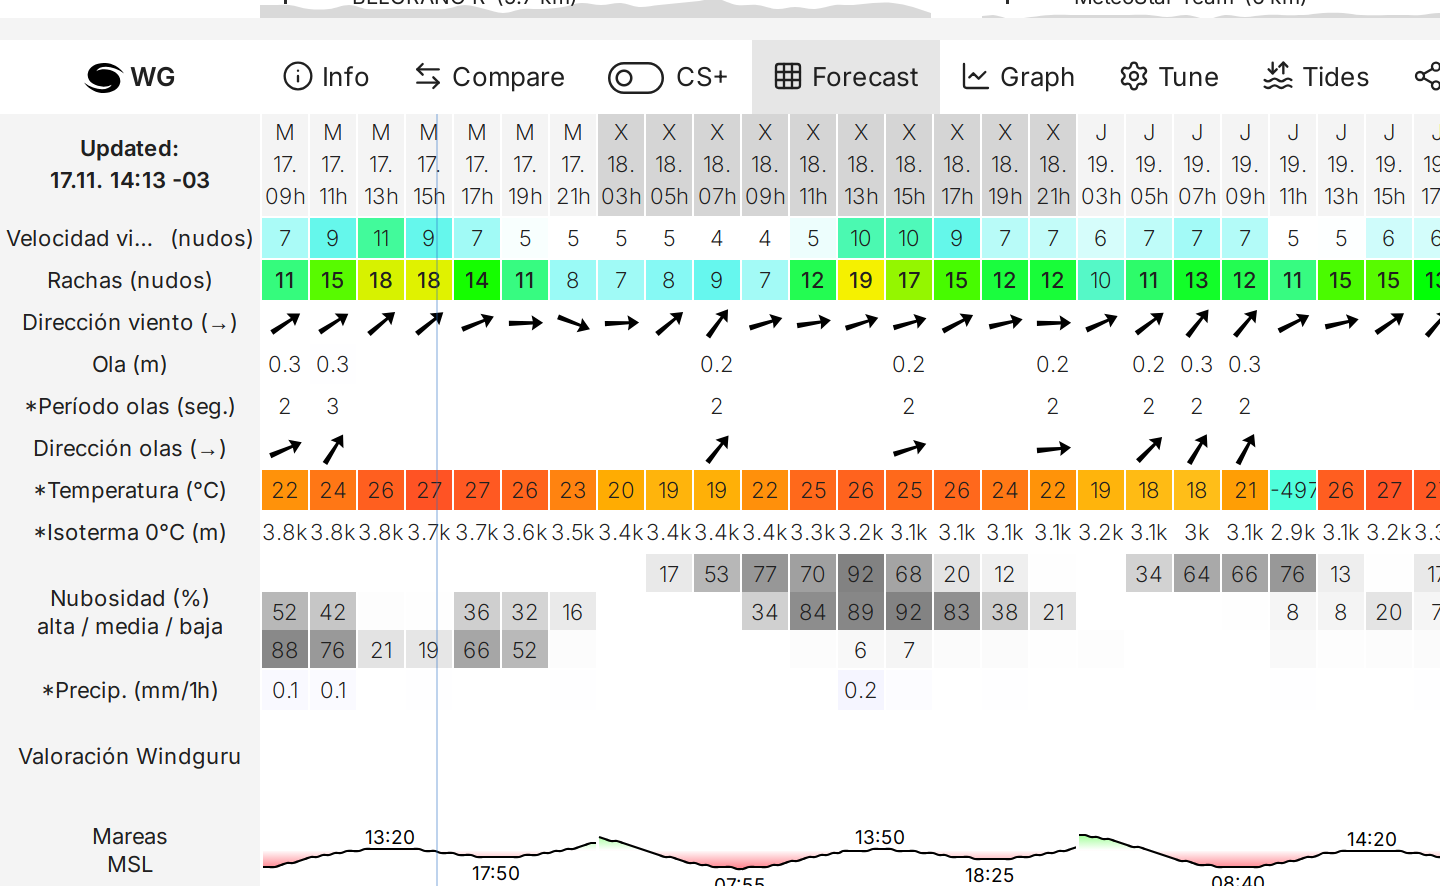 WG Info Compare CS+ Forecast Graph Tune Tides
Updated:
17.11. 14:13 -03
M M M M M M M X X X X X X X X X X J J J J J J J J
17. 17. 17. 17. 17. 17. 17. 18. 18. 18. 18. 18. 18. 18. 18. 18. 18. 19. 19. 19. 19. 19. 19. 19.
09h 11h 13h 15h 17h 19h 21h 03h 05h 07h 09h 11h 13h 15h 17h 19h 21h 03h 05h 07h 09h 11h 13h 15h
Velocidad vi... (nudos) 7 9 11 9 7 5 5 5 5 4 4 5 10 10 9 7 7 6 7 7 7 5 5 6
Rachas (nudos) 11 15 18 18 14 11 8 7 8 9 7 12 19 17 15 12 12 10 11 13 12 11 15 15
Dirección viento (→)
Ola (m) 0.3 0.3 0.2 0.2 0.2 0.2 0.3 0.3
*Período olas (seg.) 2 3 2 2 2 2 2 2
Dirección olas (→)
*Temperatura (°C) 22 24 26 27 27 26 23 20 19 19 22 25 26 25 26 24 22 19 18 18 21 -497 26 27
*Isoterma 0°C (m) 3.8k 3.8k 3.8k 3.7k 3.7k 3.6k 3.5k 3.4k 3.4k 3.4k 3.4k 3.3k 3.2k 3.1k 3.1k 3.1k 3.1k 3.2k 3.1k 3k 3.1k 2.9k 3.1k 3.2k
17 53 77 70 92 68 20 12 34 64 66 76 13
Nubosidad (%)
52 42 36 32 16 34 84 89 92 83 38 21 8 8 20
alta / media / baja
88 76 21 19 66 52 6 7
*Precip. (mm/1h) 0.1 0.1 0.2
Valoración Windguru
Mareas 13:20 13:50 14:20
MSL 17:50 07:55 18:25 08:40